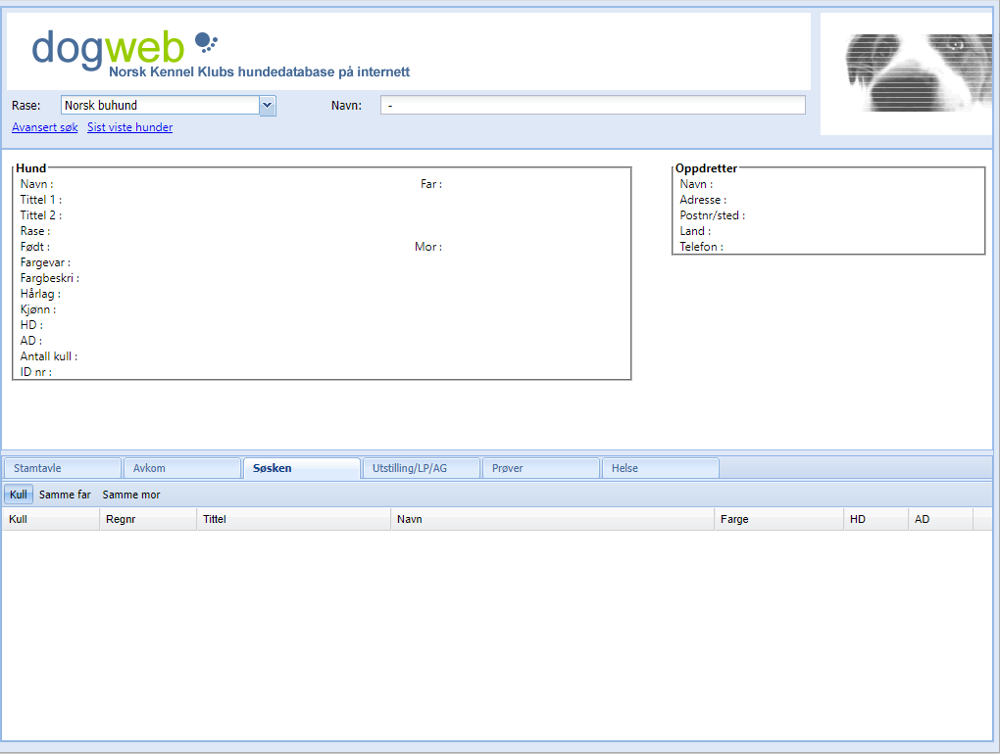 dogweb
Norsk Kennel Klubs hundedatabase på internett
Rase: Norsk buhund Navn: -
Avansert søk Sist viste hunder
Hund
Navn : Far :
Tittel 1 :
Tittel 2 :
Rase :
Født : Mor :
Fargevar :
Fargbeskri :
Hårlag :
Kjønn :
HD :
AD :
Antall kull :
ID nr :
Oppdretter
Navn :
Adresse :
Postnr/sted :
Land :
Telefon :
Stamtavle Avkom Søsken Utstilling/LP/AG Prøver Helse
Kull Samme far Samme mor
Kull Regnr Tittel Navn Farge HD AD